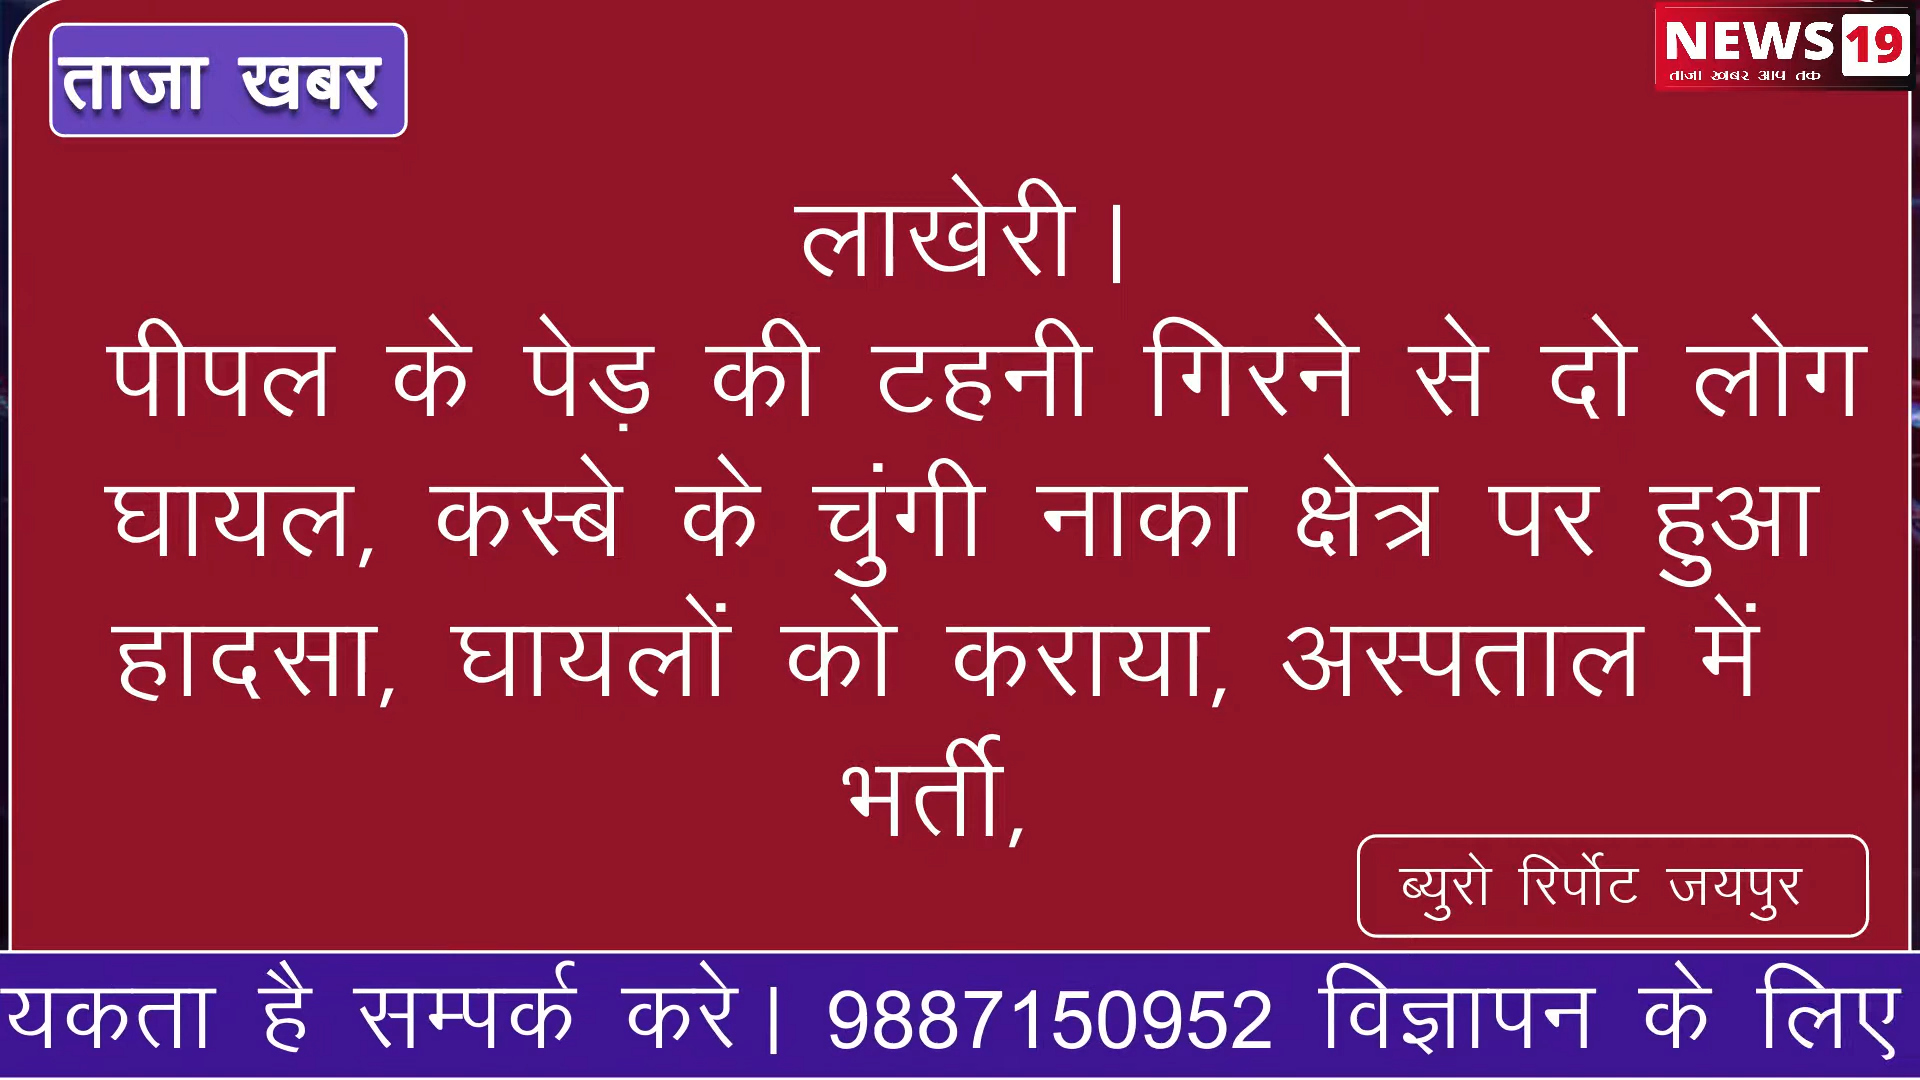 ताजा खबर
NEWS 19
ताजा खबर आप तक
लाखेरी।
पीपल के पेड़ की टहनी गिरने से दो लोग
घायल, कस्बे के चुंगी नाका क्षेत्र पर हुआ
हादसा, घायलों को कराया, अस्पताल में
भर्ती,
ब्युरो रिर्पोट जयपुर
यकता है सम्पर्क करे। 9887150952 विज्ञापन के लिए